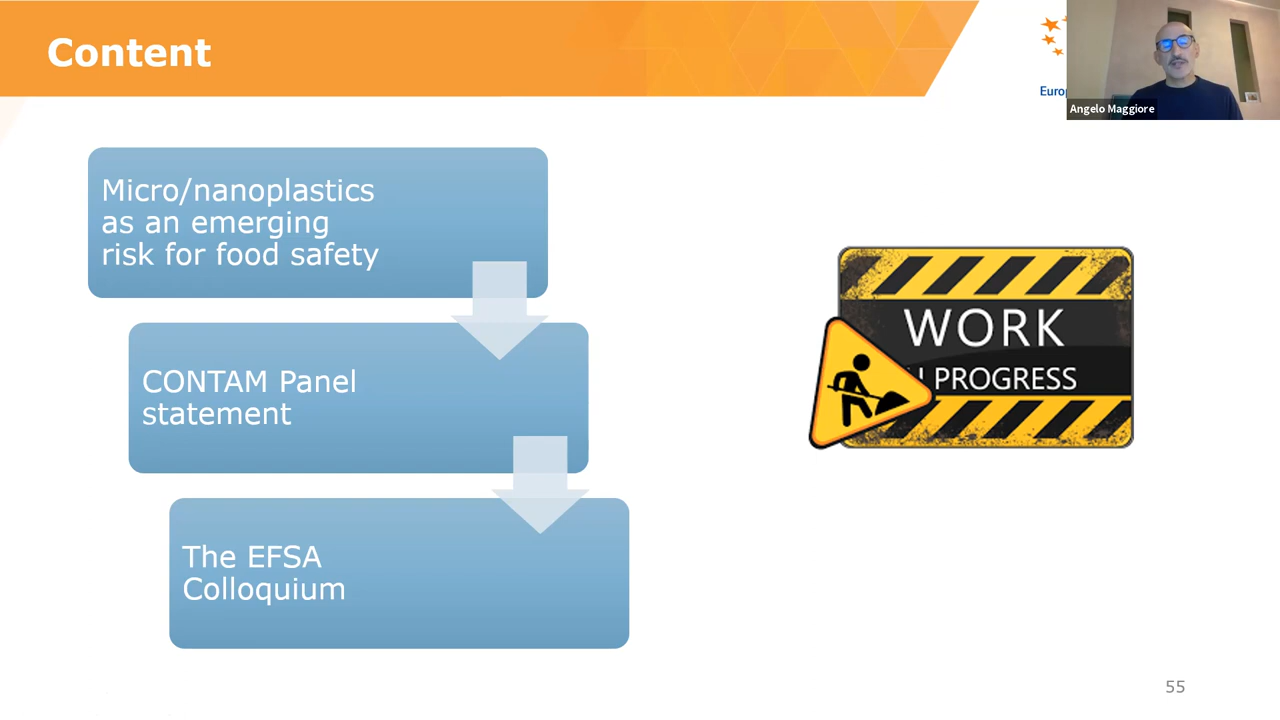 Content
Europ
Angelo Maggiore
Micro/nanoplastics
as an emerging
risk for food safety
CONTAM Panel
statement
The EFSA
Colloquium
WORK
PROGRESS
55